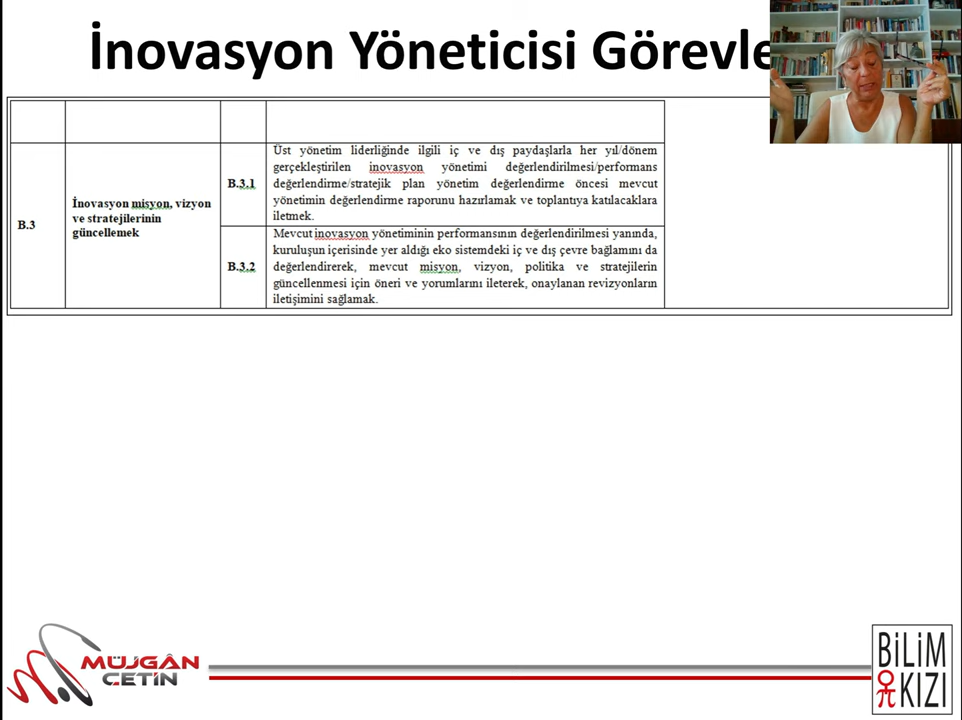 İnovasyon Yöneticisi Görevle
B.3
İnovasyon misyon, vizyon
ve stratejilerinin
güncellemek
B.3.1
Üst yönetim liderliğinde ilgili iç ve dış paydaşlarla her yıl/dönem
gerçekleştirilen inovasyon yönetimi değerlendirilmesi/performans
değerlendirme/stratejik plan yönetim değerlendirme öncesi mevcut
yönetimin değerlendirme raporunu hazırlamak ve toplantıya katılacaklara
iletmek.
B.3.2
Mevcut inovasyon yönetiminin performansının değerlendirilmesi yanında,
kuruluşun içerisinde yer aldığı eko sistemdeki iç ve dış çevre bağlamını da
değerlendirerek, mevcut misyon, vizyon, politika ve stratejilerin
güncellenmesi için öneri ve yorumlarını ileterek, onaylanan revizyonların
iletişimini sağlamak.
MÜJGÂN
ÇETİN
BiLiM
KIZI